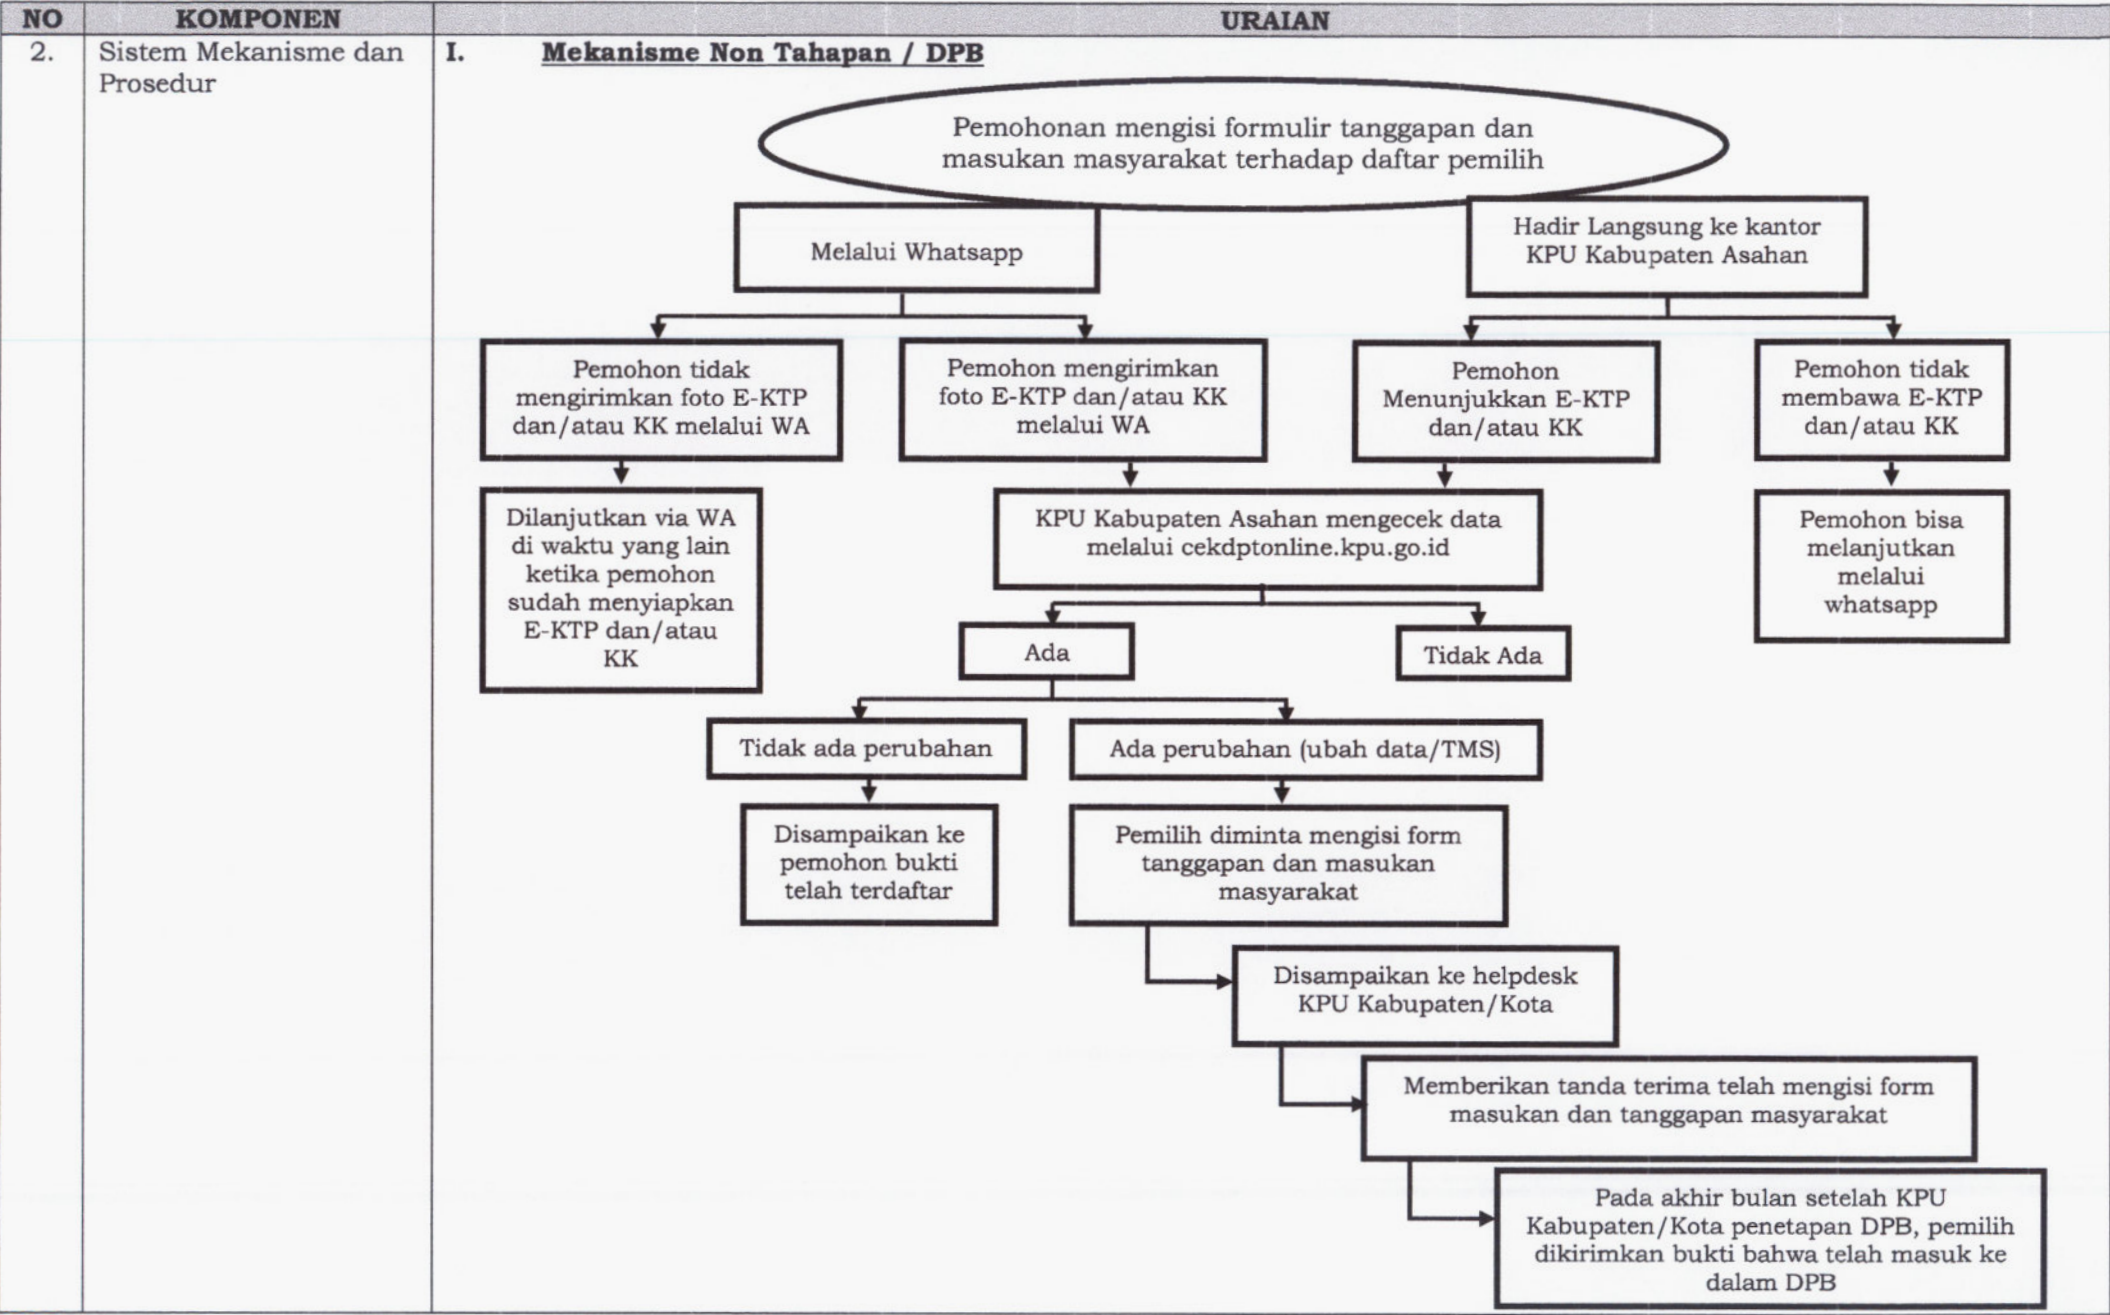 NO KOMPONEN URAIAN
2. Sistem Mekanisme dan
Prosedur
I. Mekanisme Non Tahapan / DPB
Pemohonan mengisi formulir tanggapan dan
masukan masyarakat terhadap daftar pemilih
Melalui Whatsapp
Hadir Langsung ke kantor
KPU Kabupaten Asahan
Pemohon tidak
mengirimkan foto E-KTP
dan/atau KK melalui WA
Pemohon mengirimkan
foto E-KTP dan/atau KK
melalui WA
Pemohon
Menunjukkan E-KTP
dan/atau KK
Pemohon tidak
membawa E-KTP
dan/atau KK
Dilanjutkan via WA
di waktu yang lain
ketika pemohon
sudah menyiapkan
E-KTP dan/atau
KK
KPU Kabupaten Asahan mengecek data
melalui cekdptonline.kpu.go.id
Pemohon bisa
melanjutkan
melalui
whatsapp
Ada
Tidak Ada
Tidak ada perubahan
Ada perubahan (ubah data/TMS)
Disampaikan ke
pemohon bukti
telah terdaftar
Pemilih diminta mengisi form
tanggapan dan masukan
masyarakat
Disampaikan ke helpdesk
KPU Kabupaten/Kota
Memberikan tanda terima telah mengisi form
masukan dan tanggapan masyarakat
Pada akhir bulan setelah KPU
Kabupaten/Kota penetapan DPB, pemilih
dikirimkan bukti bahwa telah masuk ke
dalam DPB